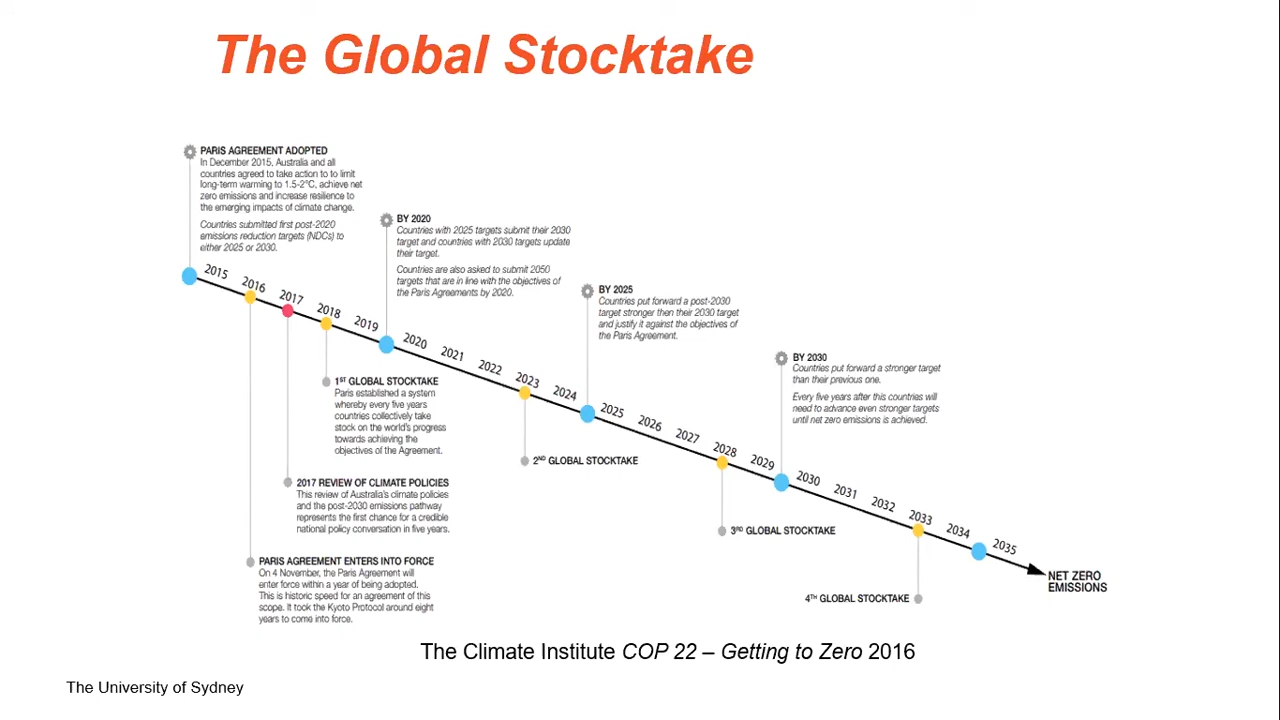 The Global Stocktake
PARIS AGREEMENT ADOPTED
In December 2015, Australia and all
countries agreed to take action to to limit
long-term warming to 1.5-2°C, achieve net
zero emissions and increase resilience to
the emerging impacts of climate change.
Countries submitted first post-2020
emissions reduction targets (NDCs) to
either 2025 or 2030.
BY 2020
Countries with 2025 targets submit their 2030
target and countries with 2030 targets update
their target.
Countries are also asked to submit 2050
targets that are in line with the objectives of
the Paris Agreements by 2020.
BY 2025
Countries put forward a post-2030
target stronger then their 2030 target
and justify it against the objectives of
the Paris Agreement.
BY 2030
Countries put forward a stronger target
than their previous one.
Every five years after this countries will
need to advance even stronger targets
until net zero emissions is achieved.
2015
2016
2017
2018
2019
2020
2021
2022
2023
2024
2025
2026
2027
2028
2029
2030
2031
2032
2033
2034
2035
NET ZERO
EMISSIONS
1ST GLOBAL STOCKTAKE
Paris established a system
whereby every five years
countries collectively take
stock on the world's progress
towards achieving the
objectives of the Agreement.
2ND GLOBAL STOCKTAKE
2017 REVIEW OF CLIMATE POLICIES
This review of Australia's climate policies
and the post-2030 emissions pathway
represents the first chance for a credible
national policy conversation in five years.
3RD GLOBAL STOCKTAKE
PARIS AGREEMENT ENTERS INTO FORCE
On 4 November, the Paris Agreement will
enter force within a year of being adopted.
This is historic speed for an agreement of this
scope. It took the Kyoto Protocol around eight
years to come into force.
4TH GLOBAL STOCKTAKE
The Climate Institute COP 22 – Getting to Zero 2016
The University of Sydney